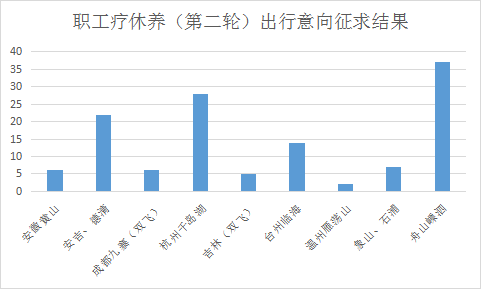 职工疗休养（第二轮）出行意向征求结果
40
35
30
25
20
15
10
5
0
安徽黄山
安吉、德清
成都九寨（双飞）
杭州千岛湖
吉林（双飞）
台州临海
温州雁荡山
象山、石浦
舟山嵊泗